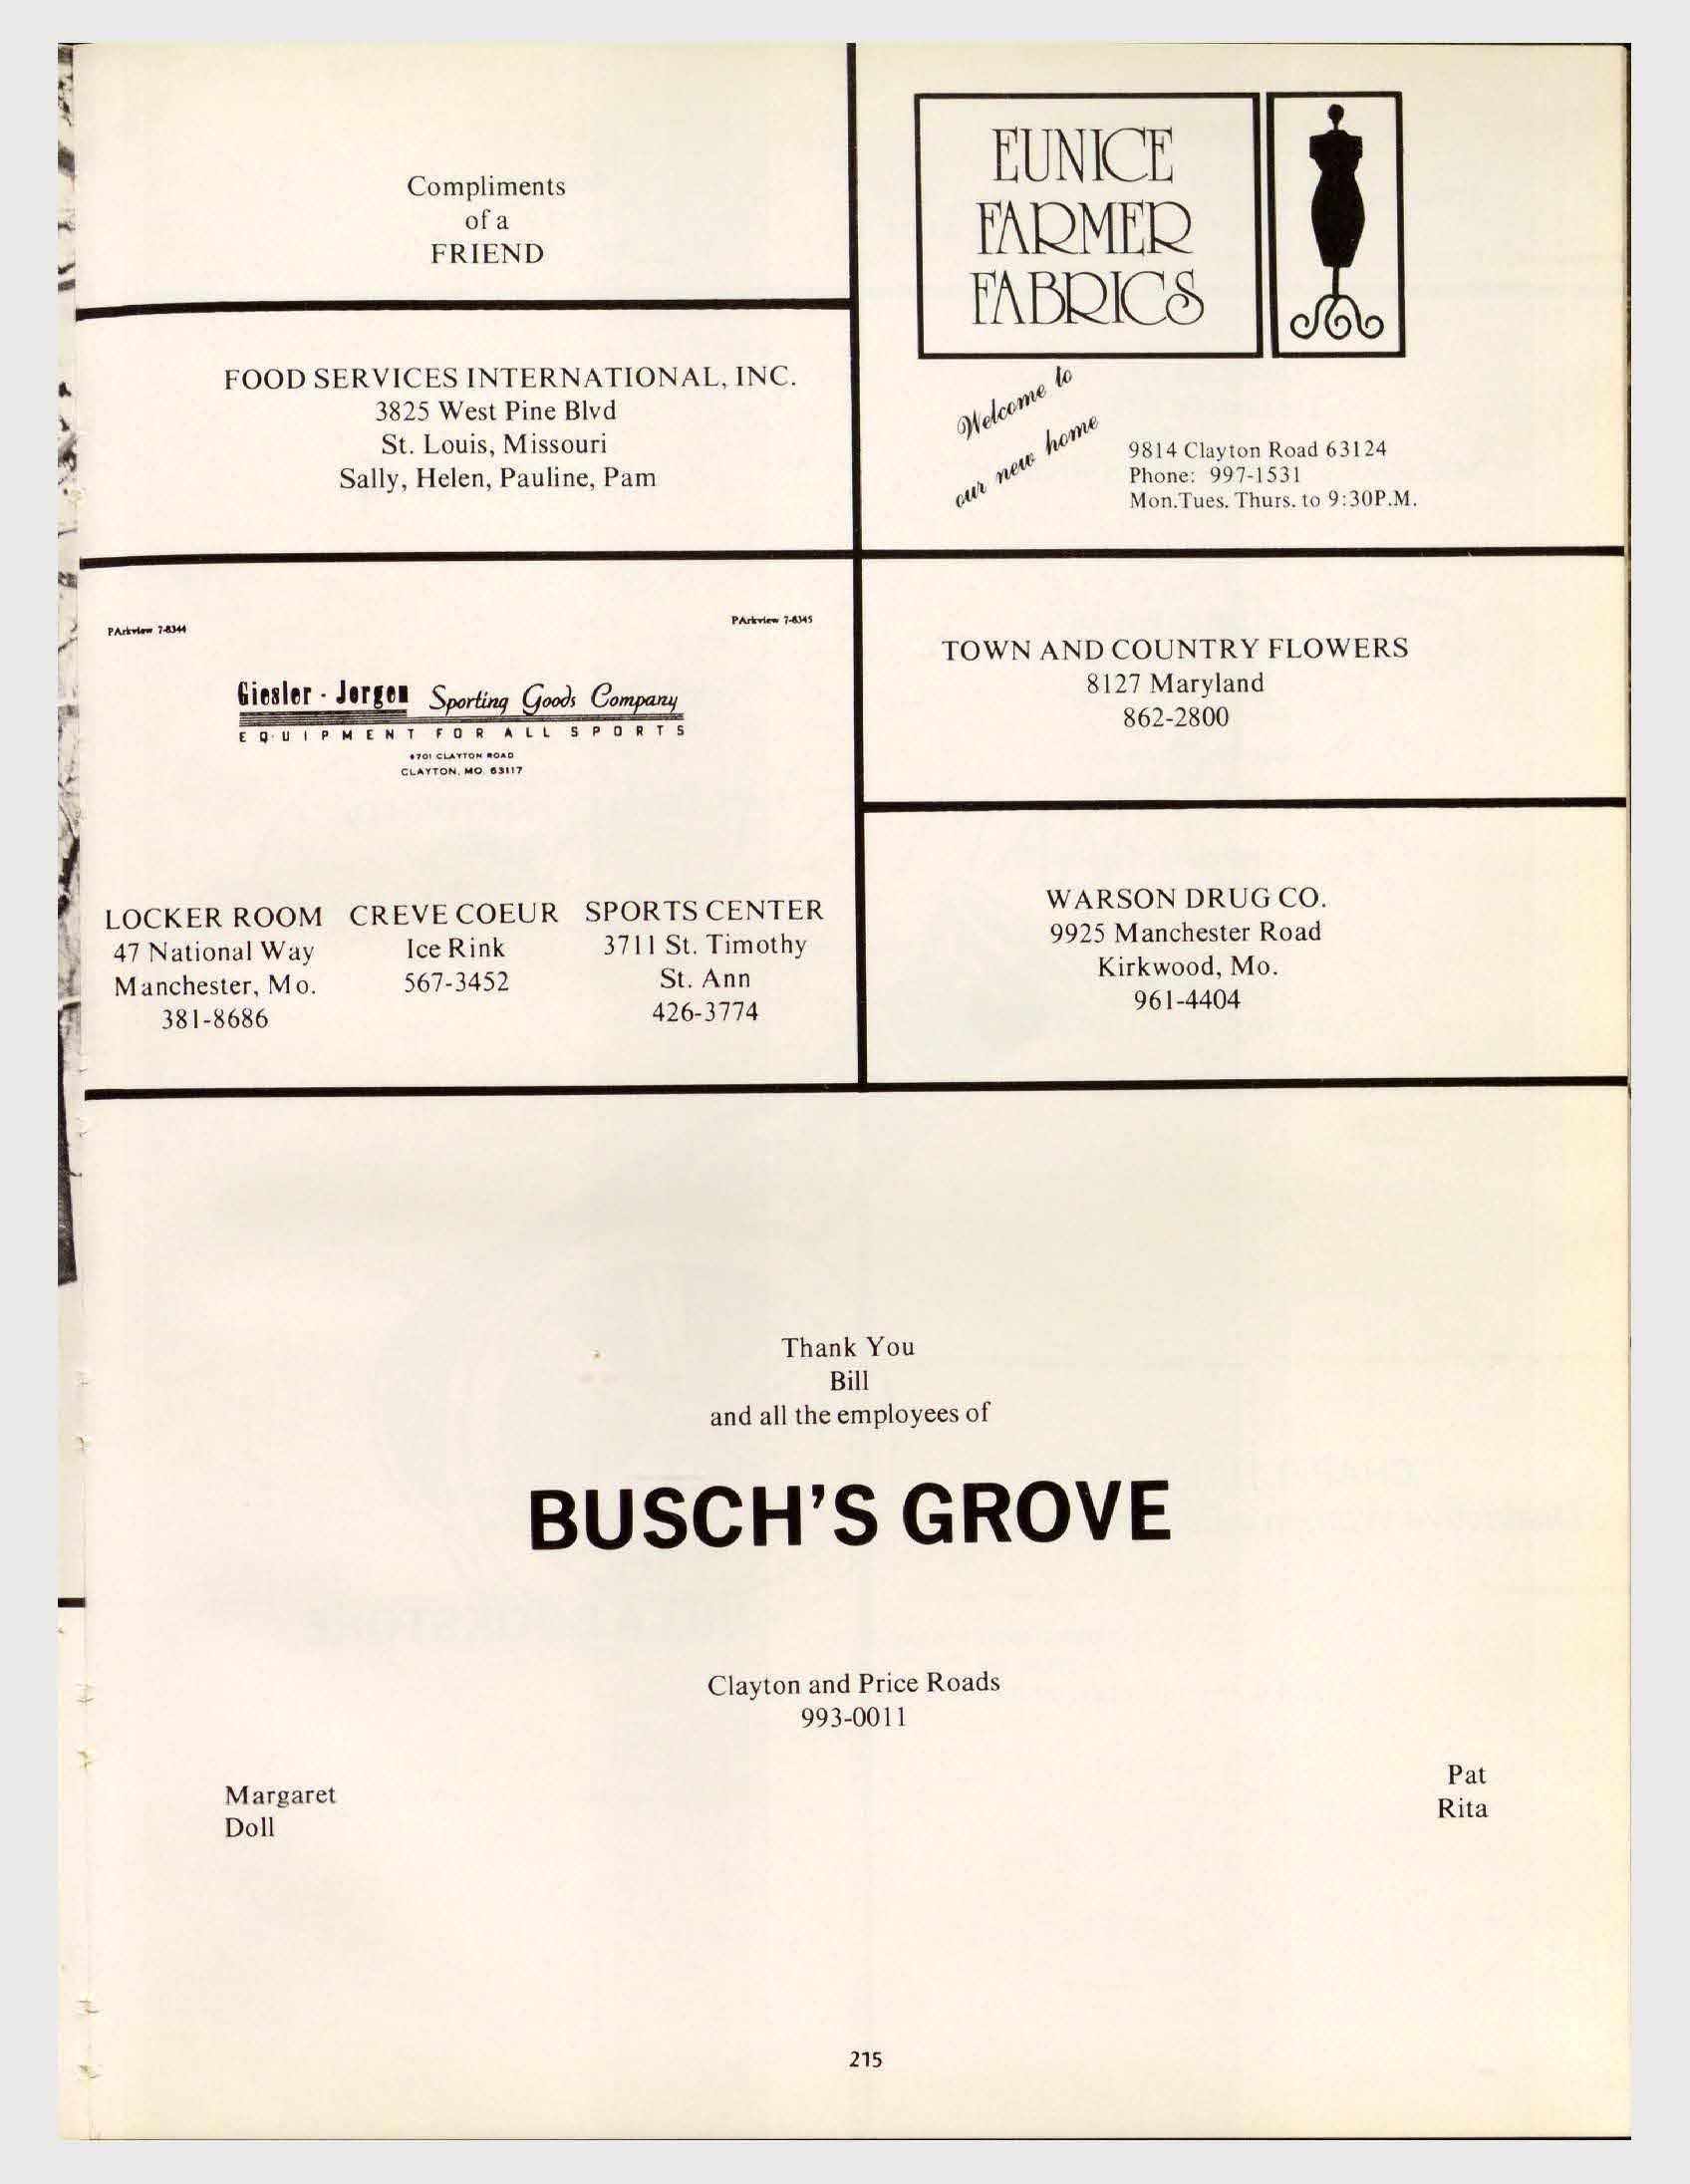 Compliments
of a
FRIEND
FOOD SERVICES INTERNATIONAL, INC.
3825 West Pine Blvd
St. Louis, Missouri
Sally, Helen, Pauline, Pam
EUNICE
FARMER
FABRICS
Welcome to
our new home
9814 Clayton Road 63124
Phone: 997-1531
Mon.Tues. Thurs. to 9:30P.M.
PArkview 7-8344
PArkview 7-8345
Giesler - Jorgen Sporting Goods Company
EQUIPMENT FOR ALL SPORTS
6701 CLAYTON ROAD
CLAYTON, MO. 63117
LOCKER ROOM
47 National Way
Manchester, Mo.
381-8686
CREVE COEUR
Ice Rink
567-3452
SPORTS CENTER
3711 St. Timothy
St. Ann
426-3774
TOWN AND COUNTRY FLOWERS
8127 Maryland
862-2800
WARSON DRUG CO.
9925 Manchester Road
Kirkwood, Mo.
961-4404
Thank You
Bill
and all the employees of
BUSCH'S GROVE
Clayton and Price Roads
993-0011
Margaret
Doll
Pat
Rita
215